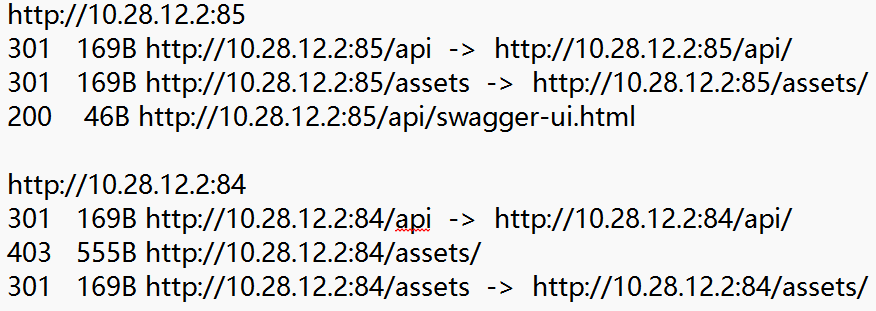 http://10.28.12.2:85
301   169B http://10.28.12.2:85/api  ->  http://10.28.12.2:85/api/
301   169B http://10.28.12.2:85/assets  ->  http://10.28.12.2:85/assets/
200    46B http://10.28.12.2:85/api/swagger-ui.html
http://10.28.12.2:84
301   169B http://10.28.12.2:84/api  ->  http://10.28.12.2:84/api/
403   555B http://10.28.12.2:84/assets/
301   169B http://10.28.12.2:84/assets  ->  http://10.28.12.2:84/assets/